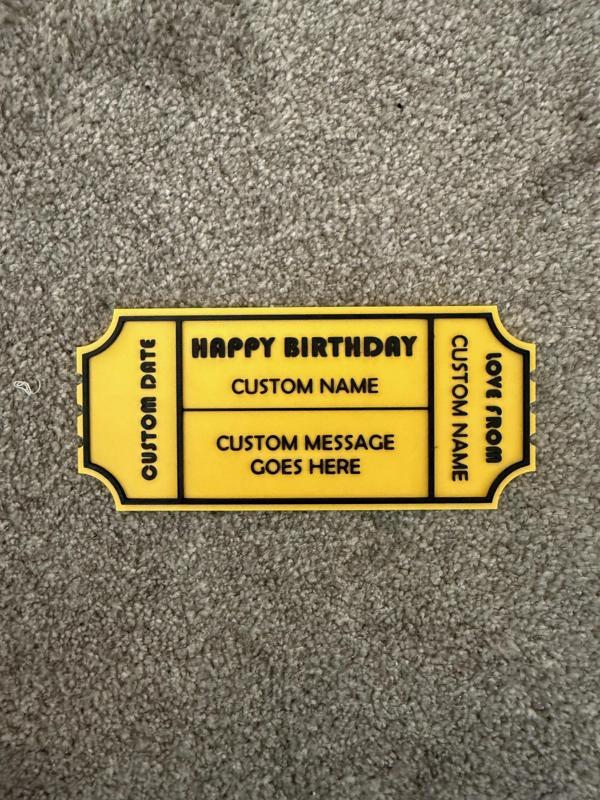 CUSTOM DATE
HAPPY BIRTHDAY
CUSTOM NAME
CUSTOM MESSAGE
GOES HERE
LOVE FROM
CUSTOM NAME